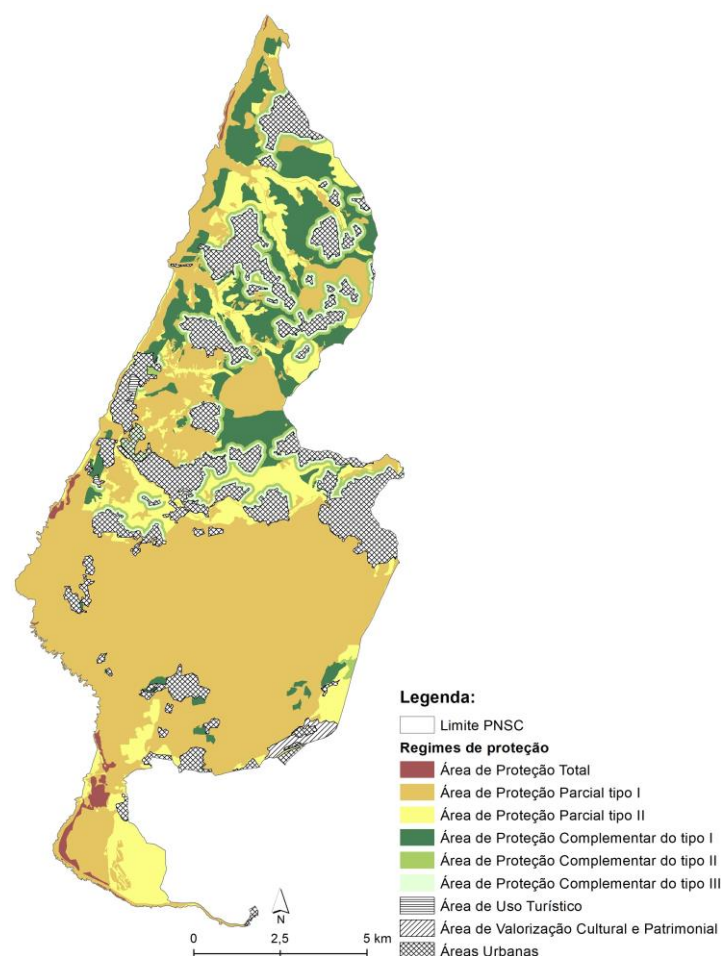 Legenda:
Limite PNSC
Regimes de proteção
Área de Proteção Total
Área de Proteção Parcial tipo I
Área de Proteção Parcial tipo II
Área de Proteção Complementar do tipo I
Área de Proteção Complementar do tipo II
Área de Proteção Complementar do tipo III
Área de Uso Turístico
Área de Valorização Cultural e Patrimonial
Áreas Urbanas
N
0 2,5 5 km